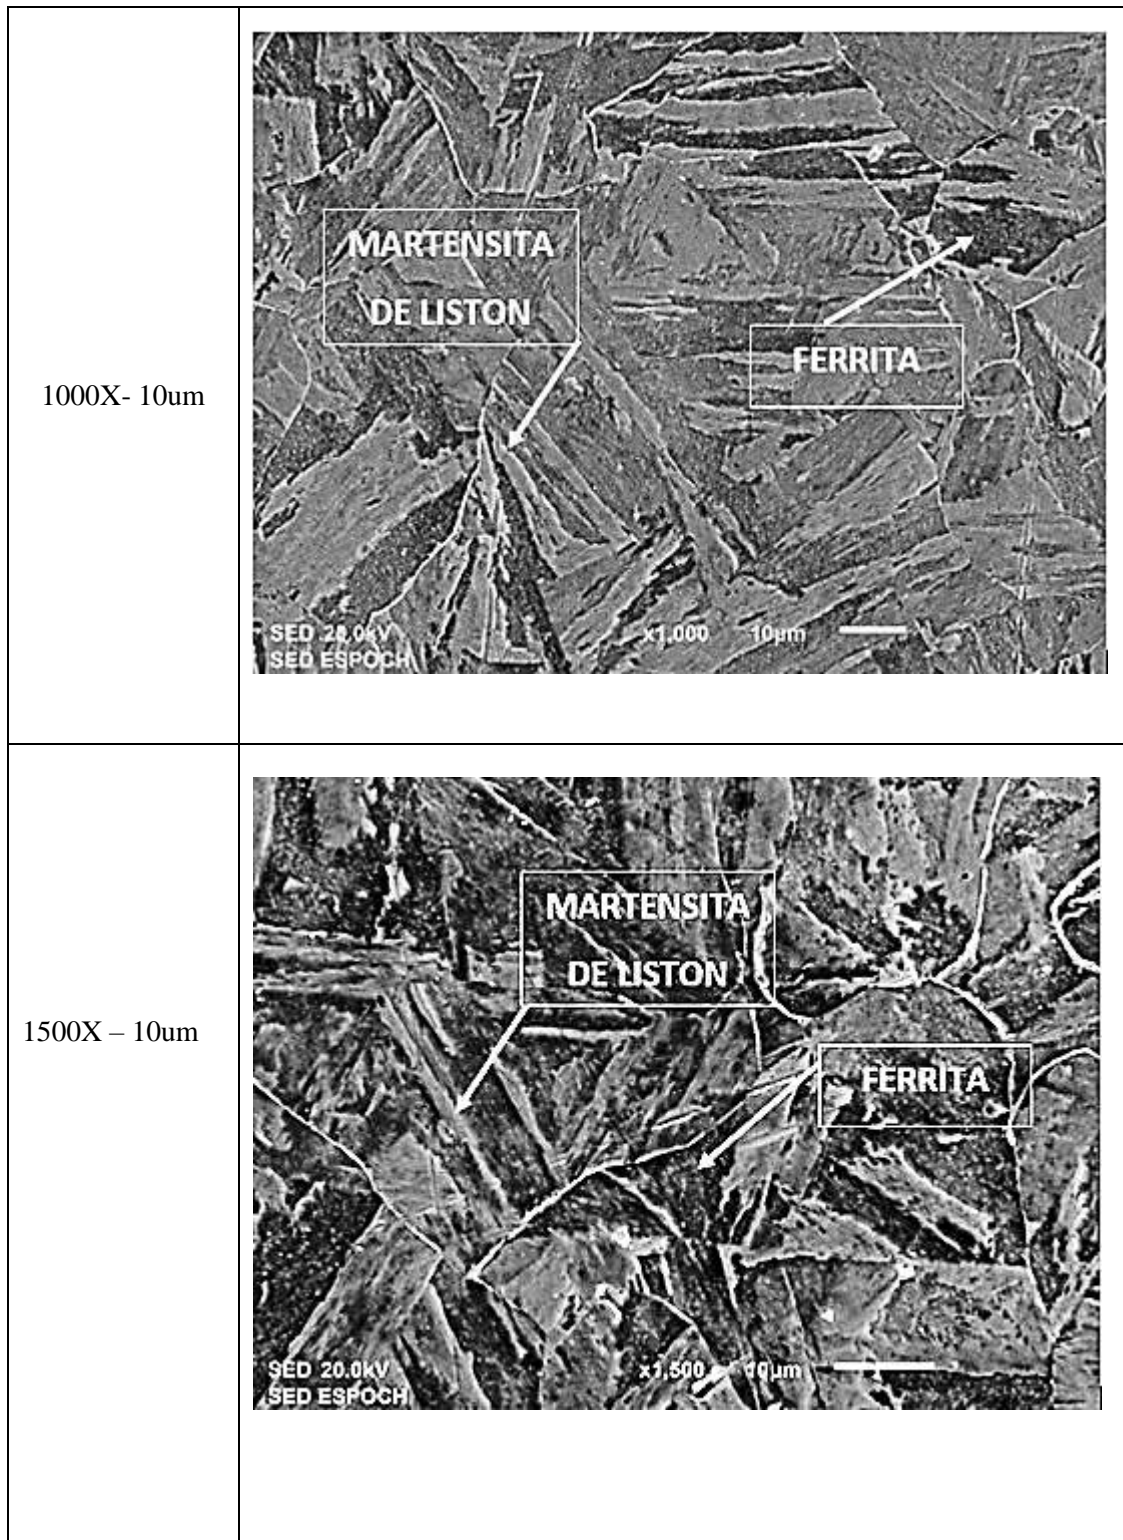 1000X- 10um
MARTENSITA
DE LISTON
FERRITA
SED 20.0kV x1,000 10µm
SED ESPOCH
1500X – 10um
MARTENSITA
DE LISTON
FERRITA
SED 20.0kV x1,500 10µm
SED ESPOCH